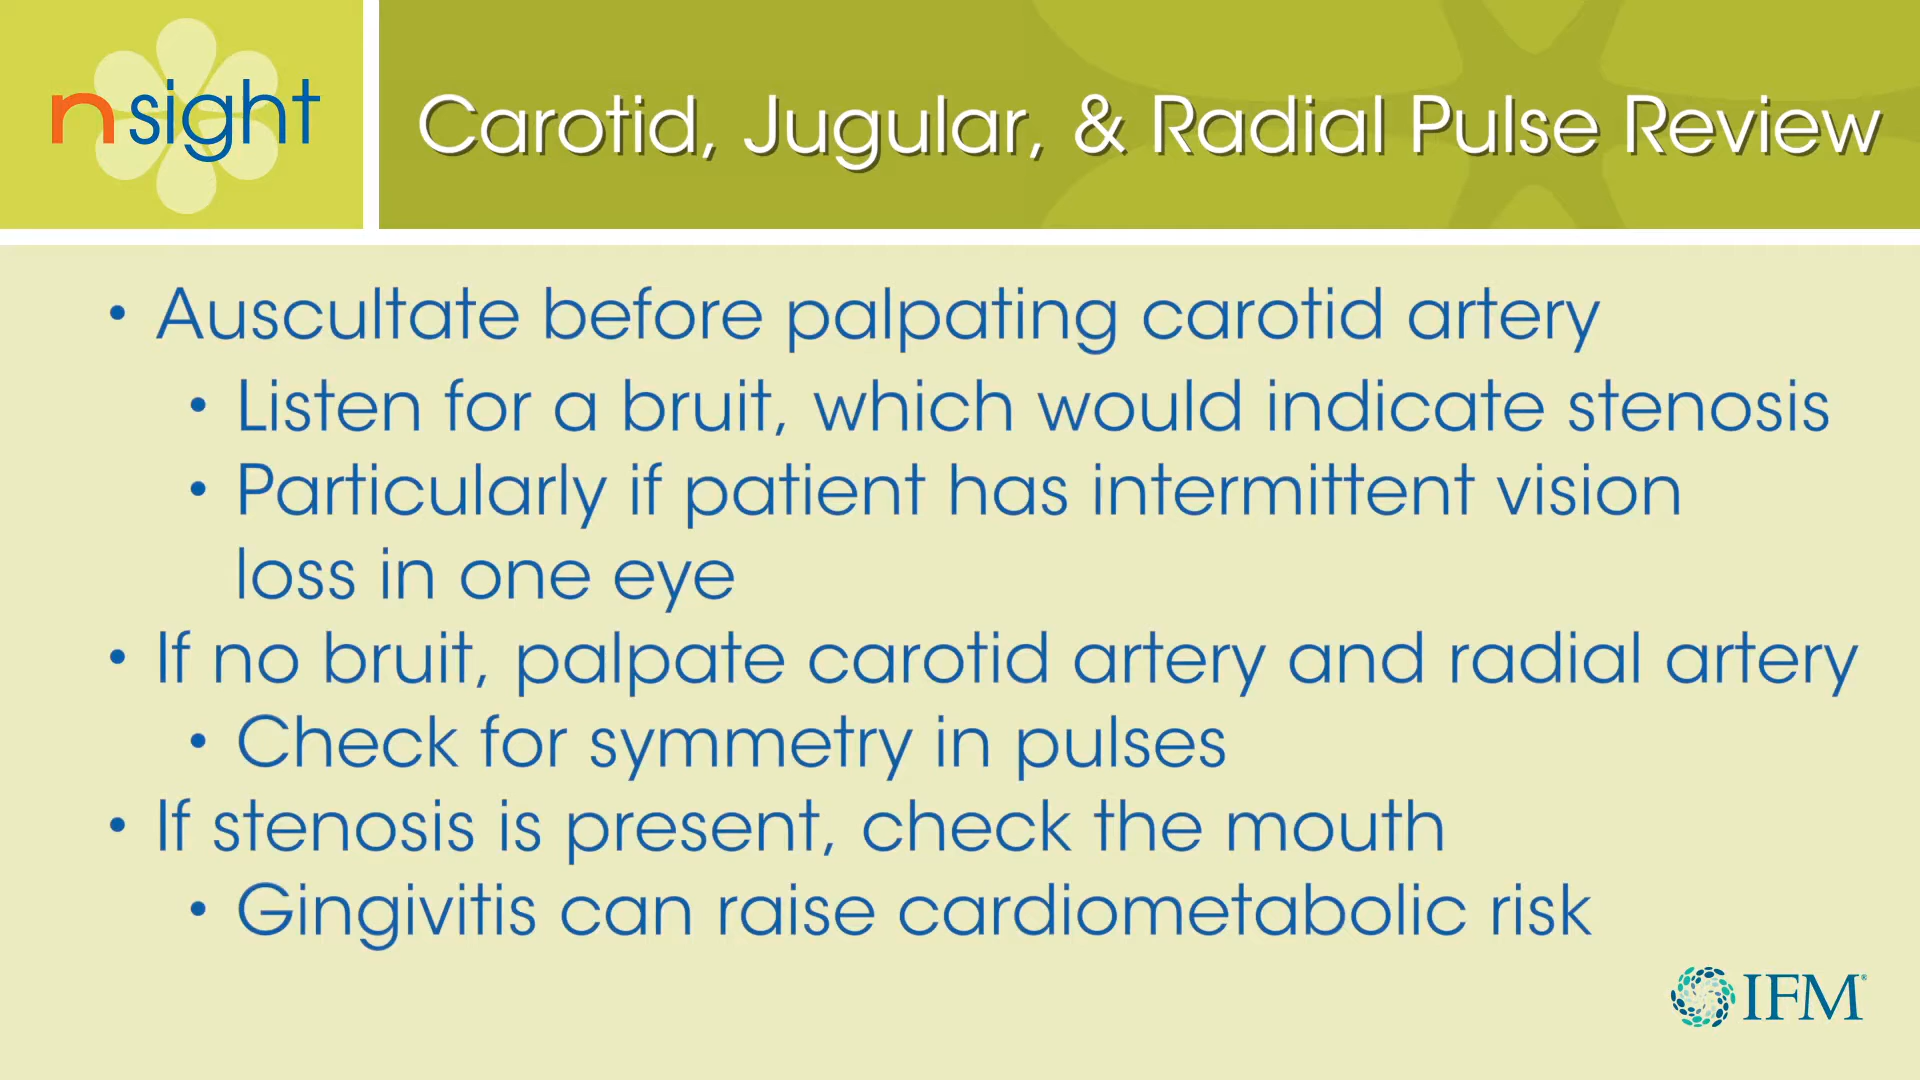 nsight
Carotid, Jugular, & Radial Pulse Review
• Auscultate before palpating carotid artery
• Listen for a bruit, which would indicate stenosis
• Particularly if patient has intermittent vision
loss in one eye
• If no bruit, palpate carotid artery and radial artery
• Check for symmetry in pulses
• If stenosis is present, check the mouth
• Gingivitis can raise cardiometabolic risk
IFM®